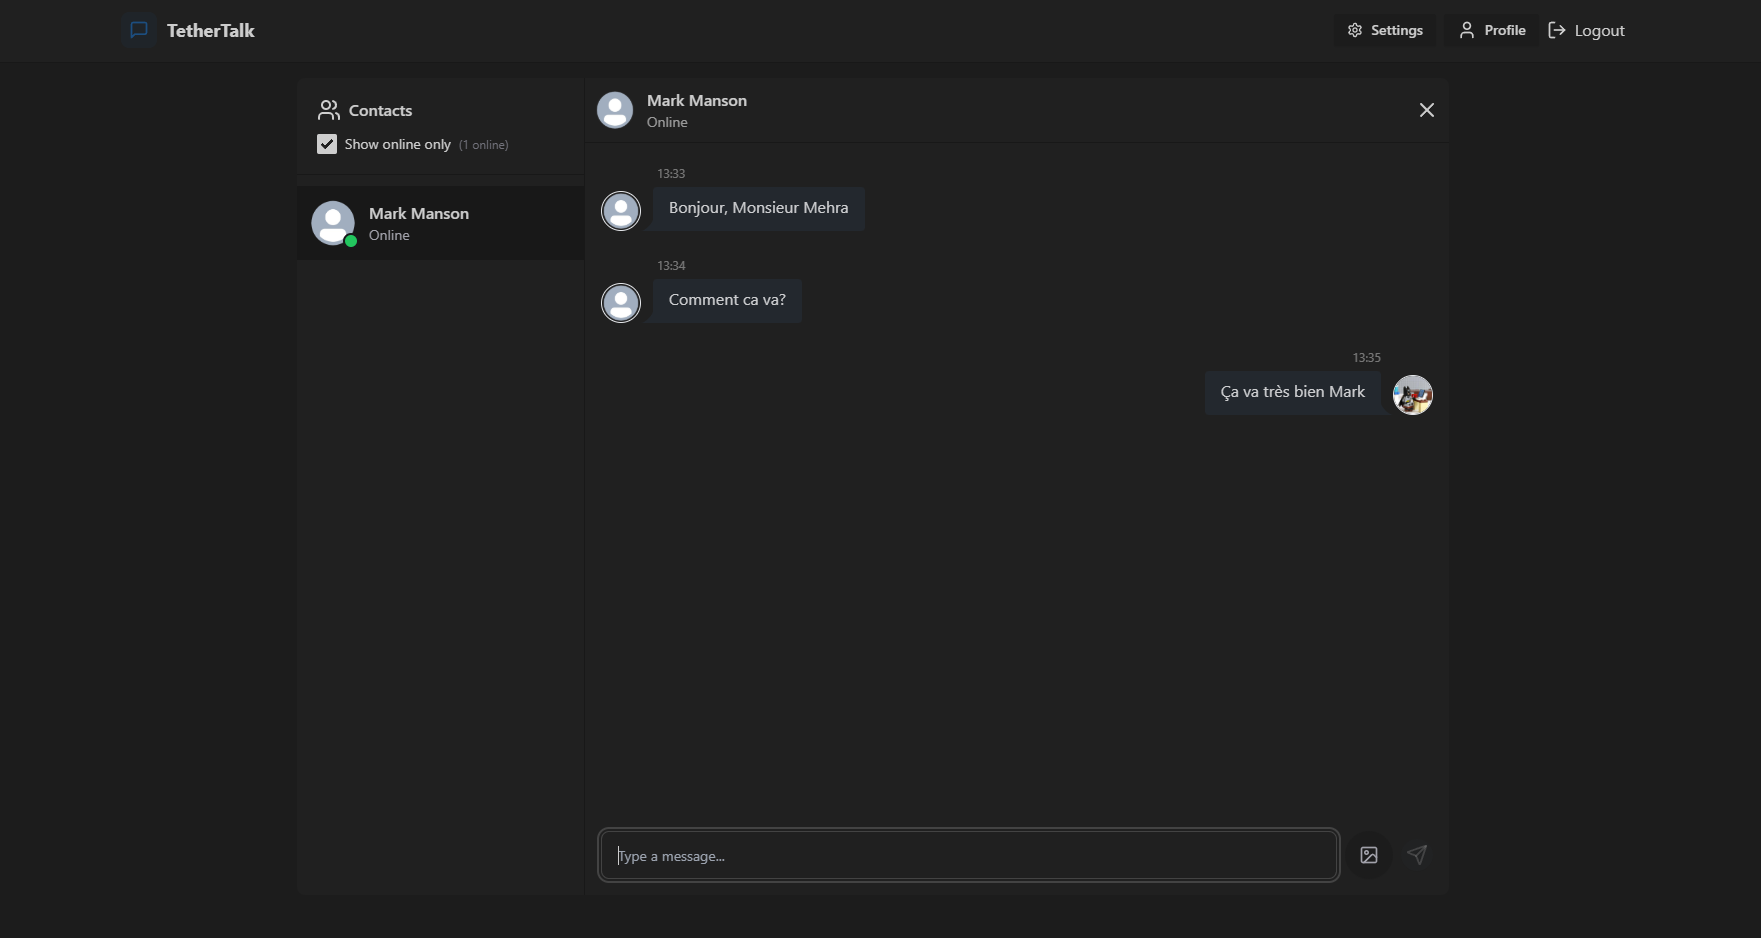 TetherTalk
Settings
Profile
Logout
Contacts
Show online only (1 online)
Mark Manson
Online
Mark Manson
Online
13:33
Bonjour, Monsieur Mehra
13:34
Comment ca va?
13:35
Ça va très bien Mark
Type a message...